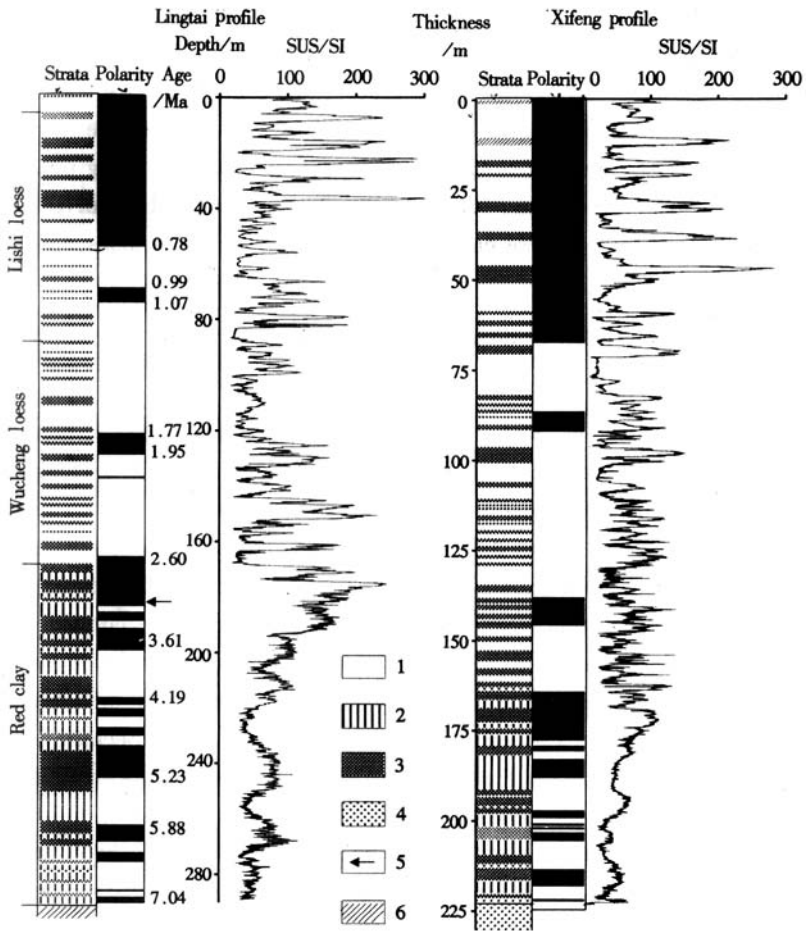 Lingtai profile
Thickness
Xifeng profile
Depth/m
SUS/SI
/m
SUS/SI
Strata Polarity Age
/Ma
0 100 200 300
Strata Polarity
0 100 200 300
0
40
80
120
160
200
240
280
0.78
0.99
1.07
1.77
1.95
2.60
3.61
4.19
5.23
5.88
7.04
Lishi loess
Wucheng loess
Red clay
1
2
3
4
5
6
0
25
50
75
100
125
150
175
200
225